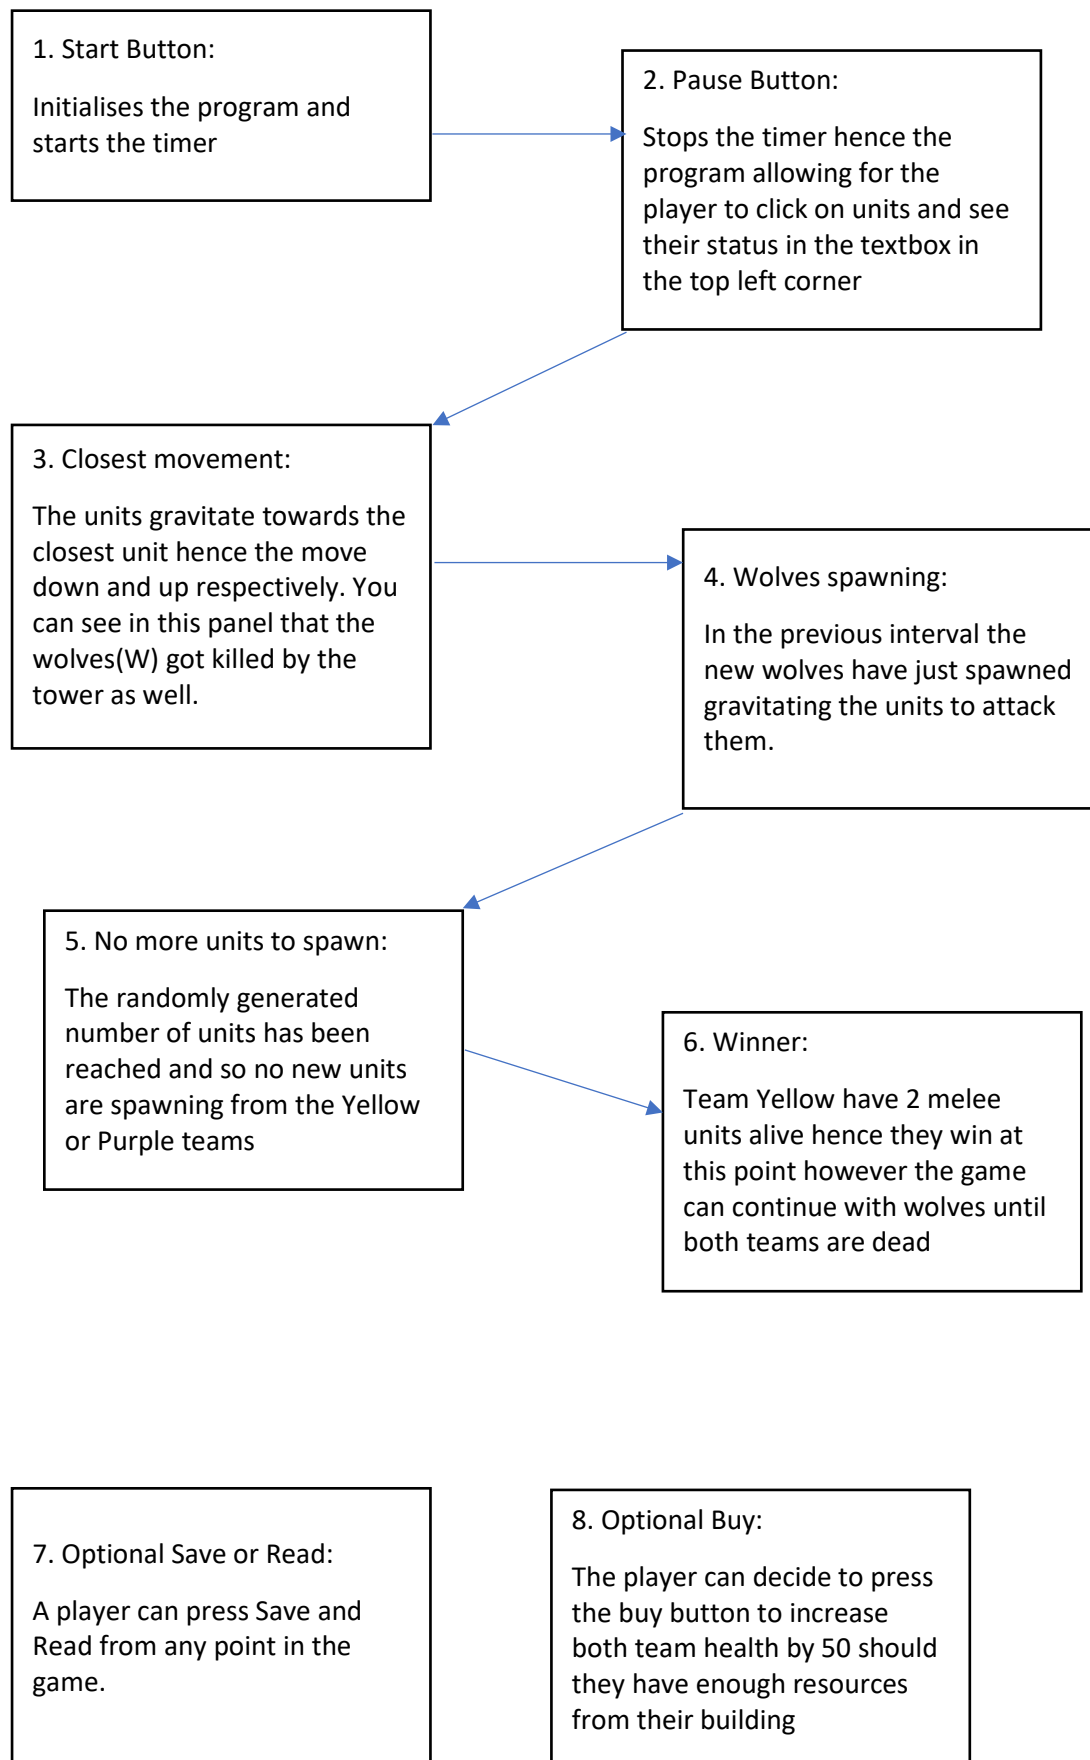 1. Start Button:
Initialises the program and
starts the timer
2. Pause Button:
Stops the timer hence the
program allowing for the
player to click on units and see
their status in the textbox in
the top left corner
3. Closest movement:
The units gravitate towards the
closest unit hence the move
down and up respectively. You
can see in this panel that the
wolves(W) got killed by the
tower as well.
4. Wolves spawning:
In the previous interval the
new wolves have just spawned
gravitating the units to attack
them.
5. No more units to spawn:
The randomly generated
number of units has been
reached and so no new units
are spawning from the Yellow
or Purple teams
6. Winner:
Team Yellow have 2 melee
units alive hence they win at
this point however the game
can continue with wolves until
both teams are dead
7. Optional Save or Read:
A player can press Save and
Read from any point in the
game.
8. Optional Buy:
The player can decide to press
the buy button to increase
both team health by 50 should
they have enough resources
from their building